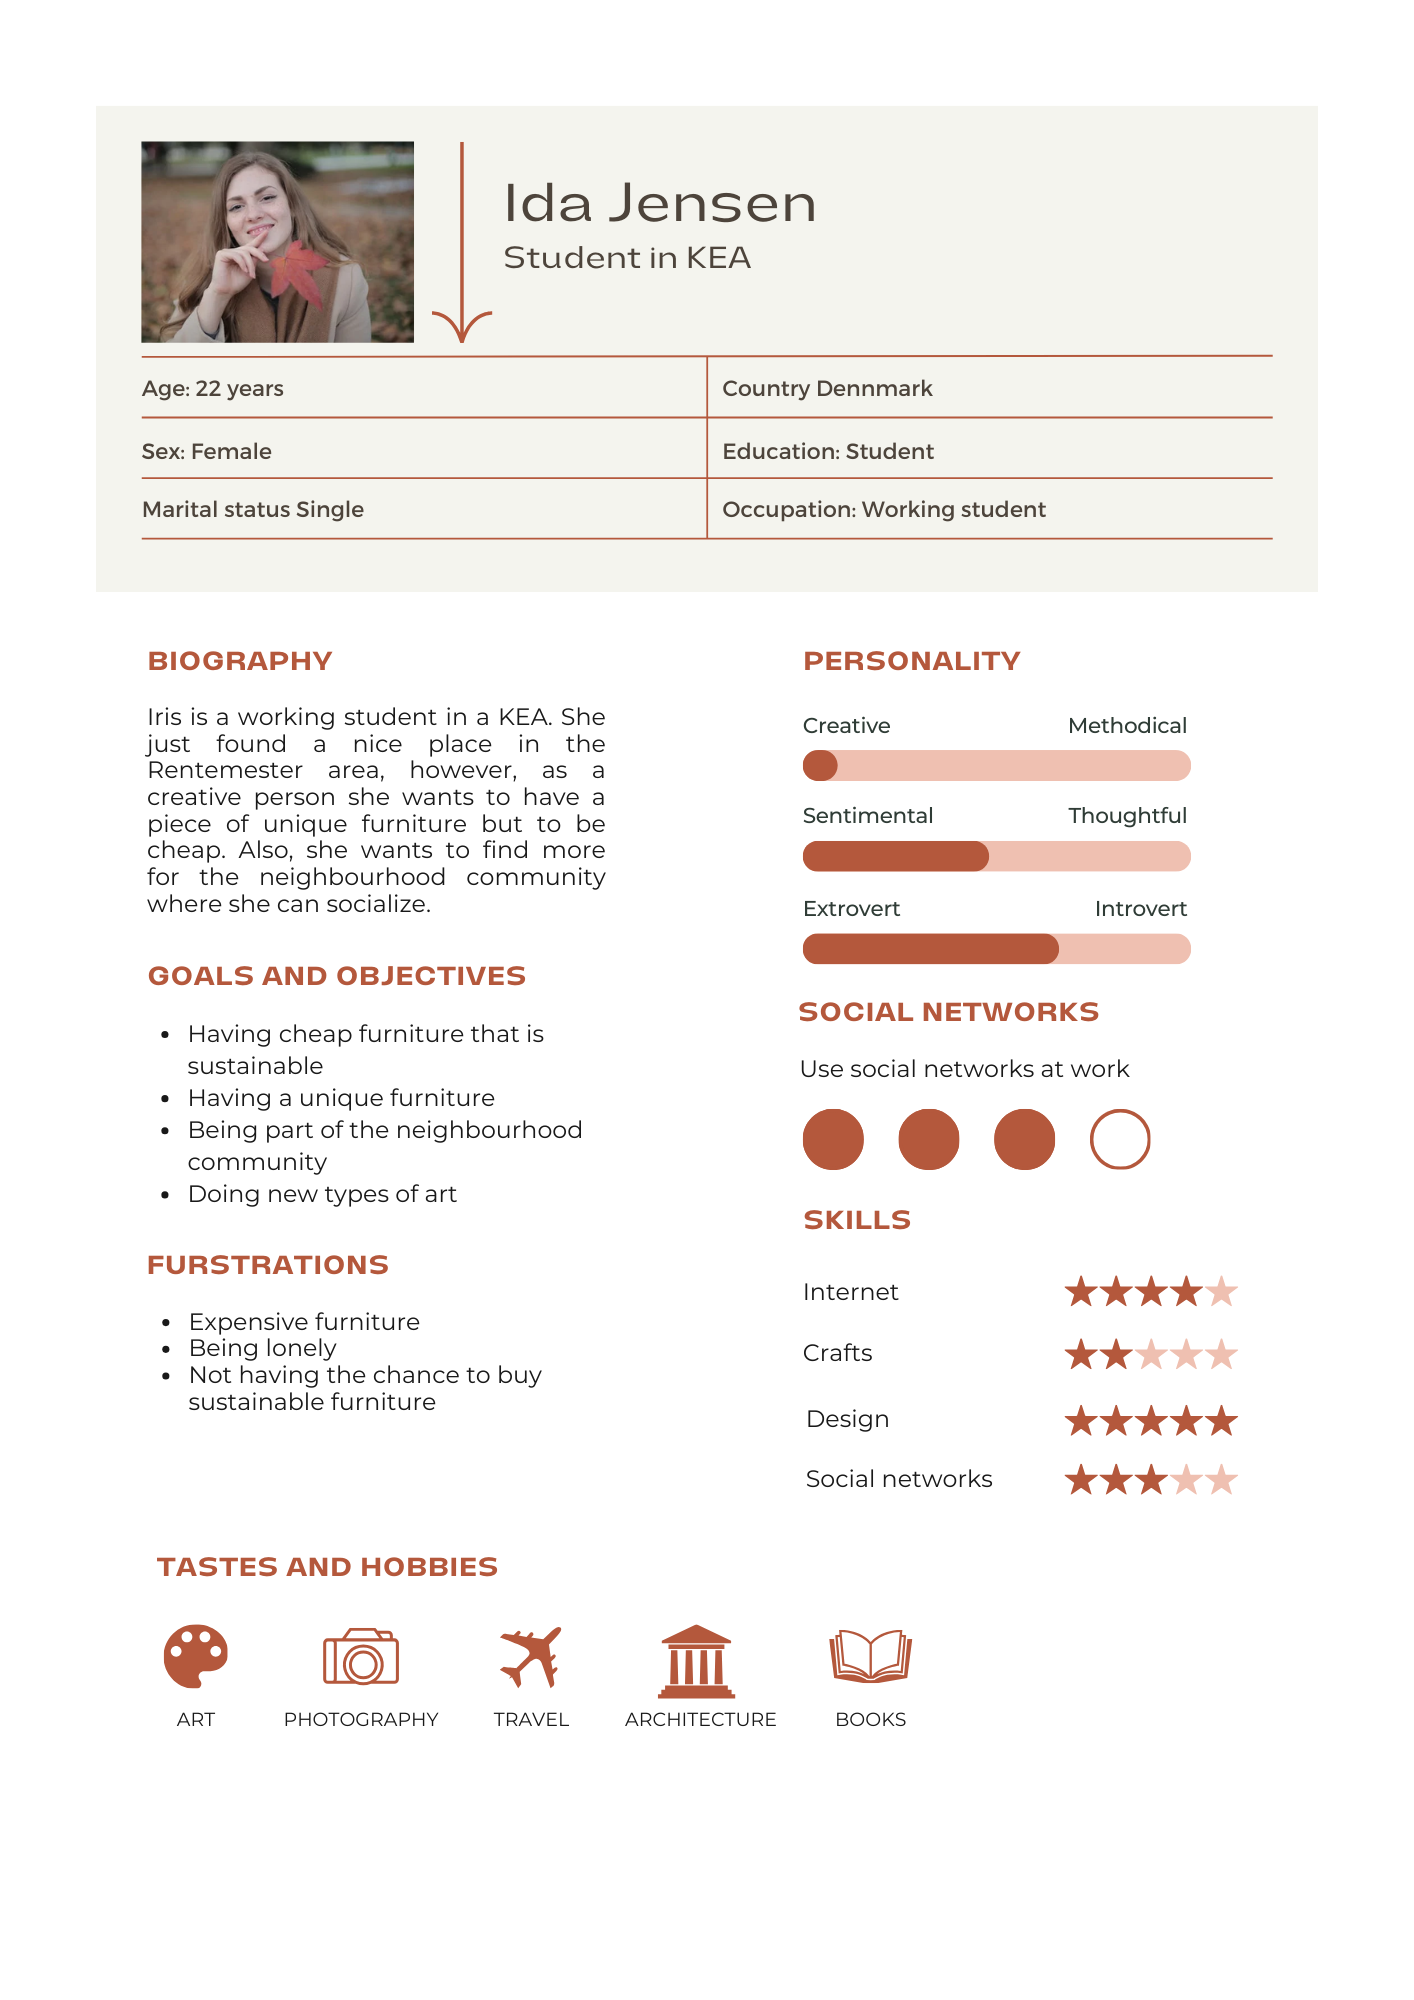 Ida Jensen
Student in KEA
Age: 22 years
Country Dennmark
Sex: Female
Education: Student
Marital status Single
Occupation: Working student
BIOGRAPHY
Iris is a working student in a KEA. She
just found a nice place in the
Rentemester area, however, as a
creative person she wants to have a
piece of unique furniture but to be
cheap. Also, she wants to find more
for the neighbourhood community
where she can socialize.
GOALS AND OBJECTIVES
• Having cheap furniture that is
sustainable
• Having a unique furniture
• Being part of the neighbourhood
community
• Doing new types of art
FURSTRATIONS
• Expensive furniture
• Being lonely
• Not having the chance to buy
sustainable furniture
PERSONALITY
Creative Methodical
Sentimental Thoughtful
Extrovert Introvert
SOCIAL NETWORKS
Use social networks at work
SKILLS
Internet
Crafts
Design
Social networks
TASTES AND HOBBIES
ART
PHOTOGRAPHY
TRAVEL
ARCHITECTURE
BOOKS